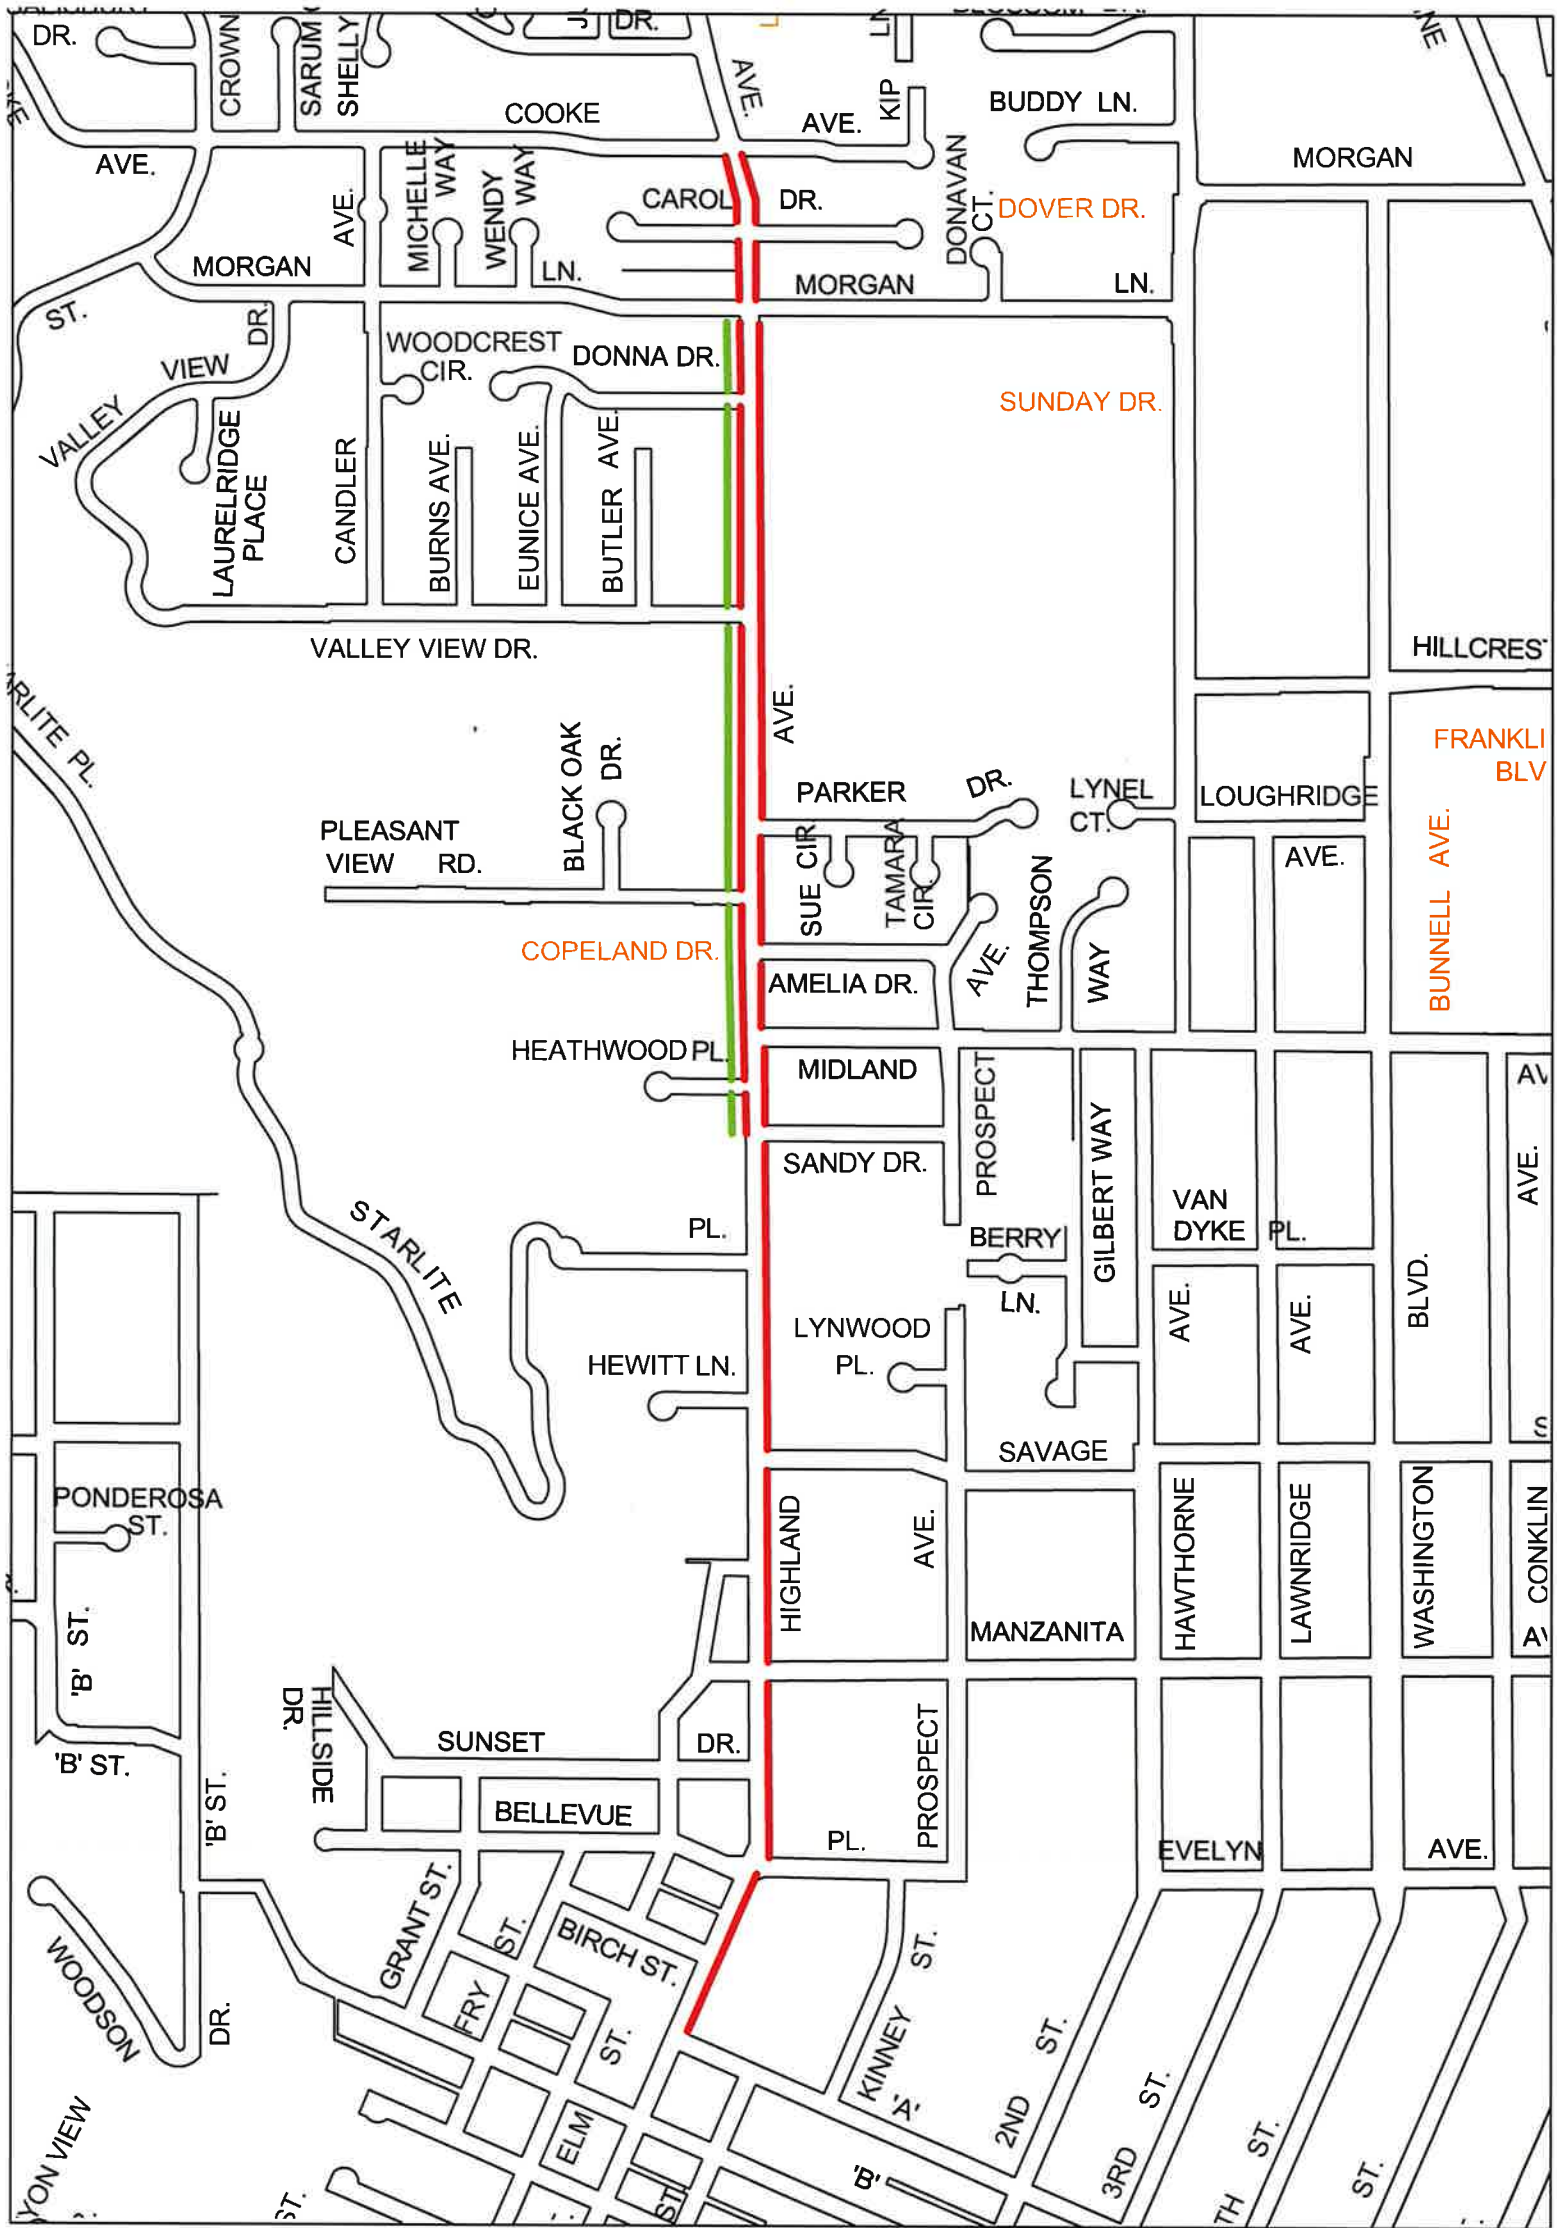 DR.
CROWN
SARUM
SHELLY
DR.
AVE.
KIP
COOKE
AVE.
BUDDY LN.
AVE.
MORGAN
AVE.
MICHELLE
WAY
WENDY
WAY
CAROL
DR.
DONAVAN
CT.
DOVER DR.
MORGAN
LN.
MORGAN
LN.
ST.
DR.
VIEW
VALLEY
WOODCREST
CIR.
DONNA DR.
SUNDAY DR.
LAURELRIDGE
PLACE
CANDLER
BURNS AVE.
EUNICE AVE.
BUTLER AVE.
VALLEY VIEW DR.
HILLCREST
AVE.
PL.
BLACK OAK
DR.
PLEASANT
VIEW RD.
PARKER
DR.
LYNEL
CT.
LOUGHRIDGE
AVE.
FRANKLI
BLV
BUNNELL AVE.
SUE CIR.
TAMARA
CIR.
THOMPSON
WAY
AVE.
COPELAND DR.
AMELIA DR.
HEATHWOOD PL.
MIDLAND
PROSPECT
GILBERT WAY
SANDY DR.
AVE.
VAN
DYKE PL.
STARLITE
PL.
BERRY
LN.
AVE.
AVE.
BLVD.
LYNWOOD
PL.
HEWITT LN.
SAVAGE
PONDEROSA
ST.
HIGHLAND
AVE.
HAWTHORNE
LAWNRIDGE
WASHINGTON
CONKLIN
'B' ST.
MANZANITA
HILLSIDE
DR.
SUNSET
DR.
'B' ST.
'B' ST.
BELLEVUE
PL.
PROSPECT
EVELYN
AVE.
GRANT ST.
ST.
BIRCH ST.
FRY
ST.
WOODSON
DR.
KINNEY
ST.
'A'
2ND
ST.
ST.
3RD
ST.
ST.
ELM
ST.
'B'
TH
YON VIEW
ST.